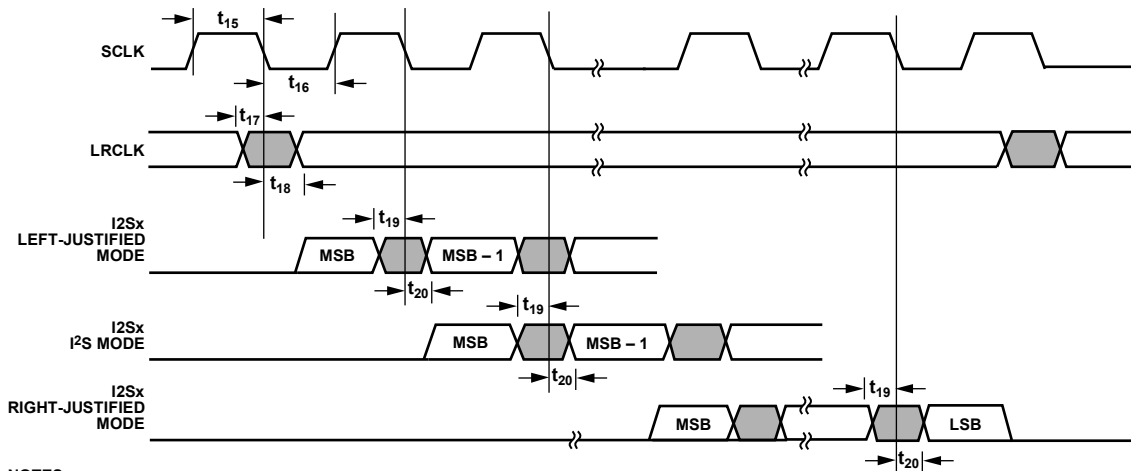 t15
SCLK
t16
t17
LRCLK
t18
I2Sx
LEFT-JUSTIFIED
MODE
t19
MSB
MSB – 1
t20
I2Sx
I²S MODE
t19
MSB
MSB – 1
t20
I2Sx
RIGHT-JUSTIFIED
MODE
t19
MSB
LSB
t20